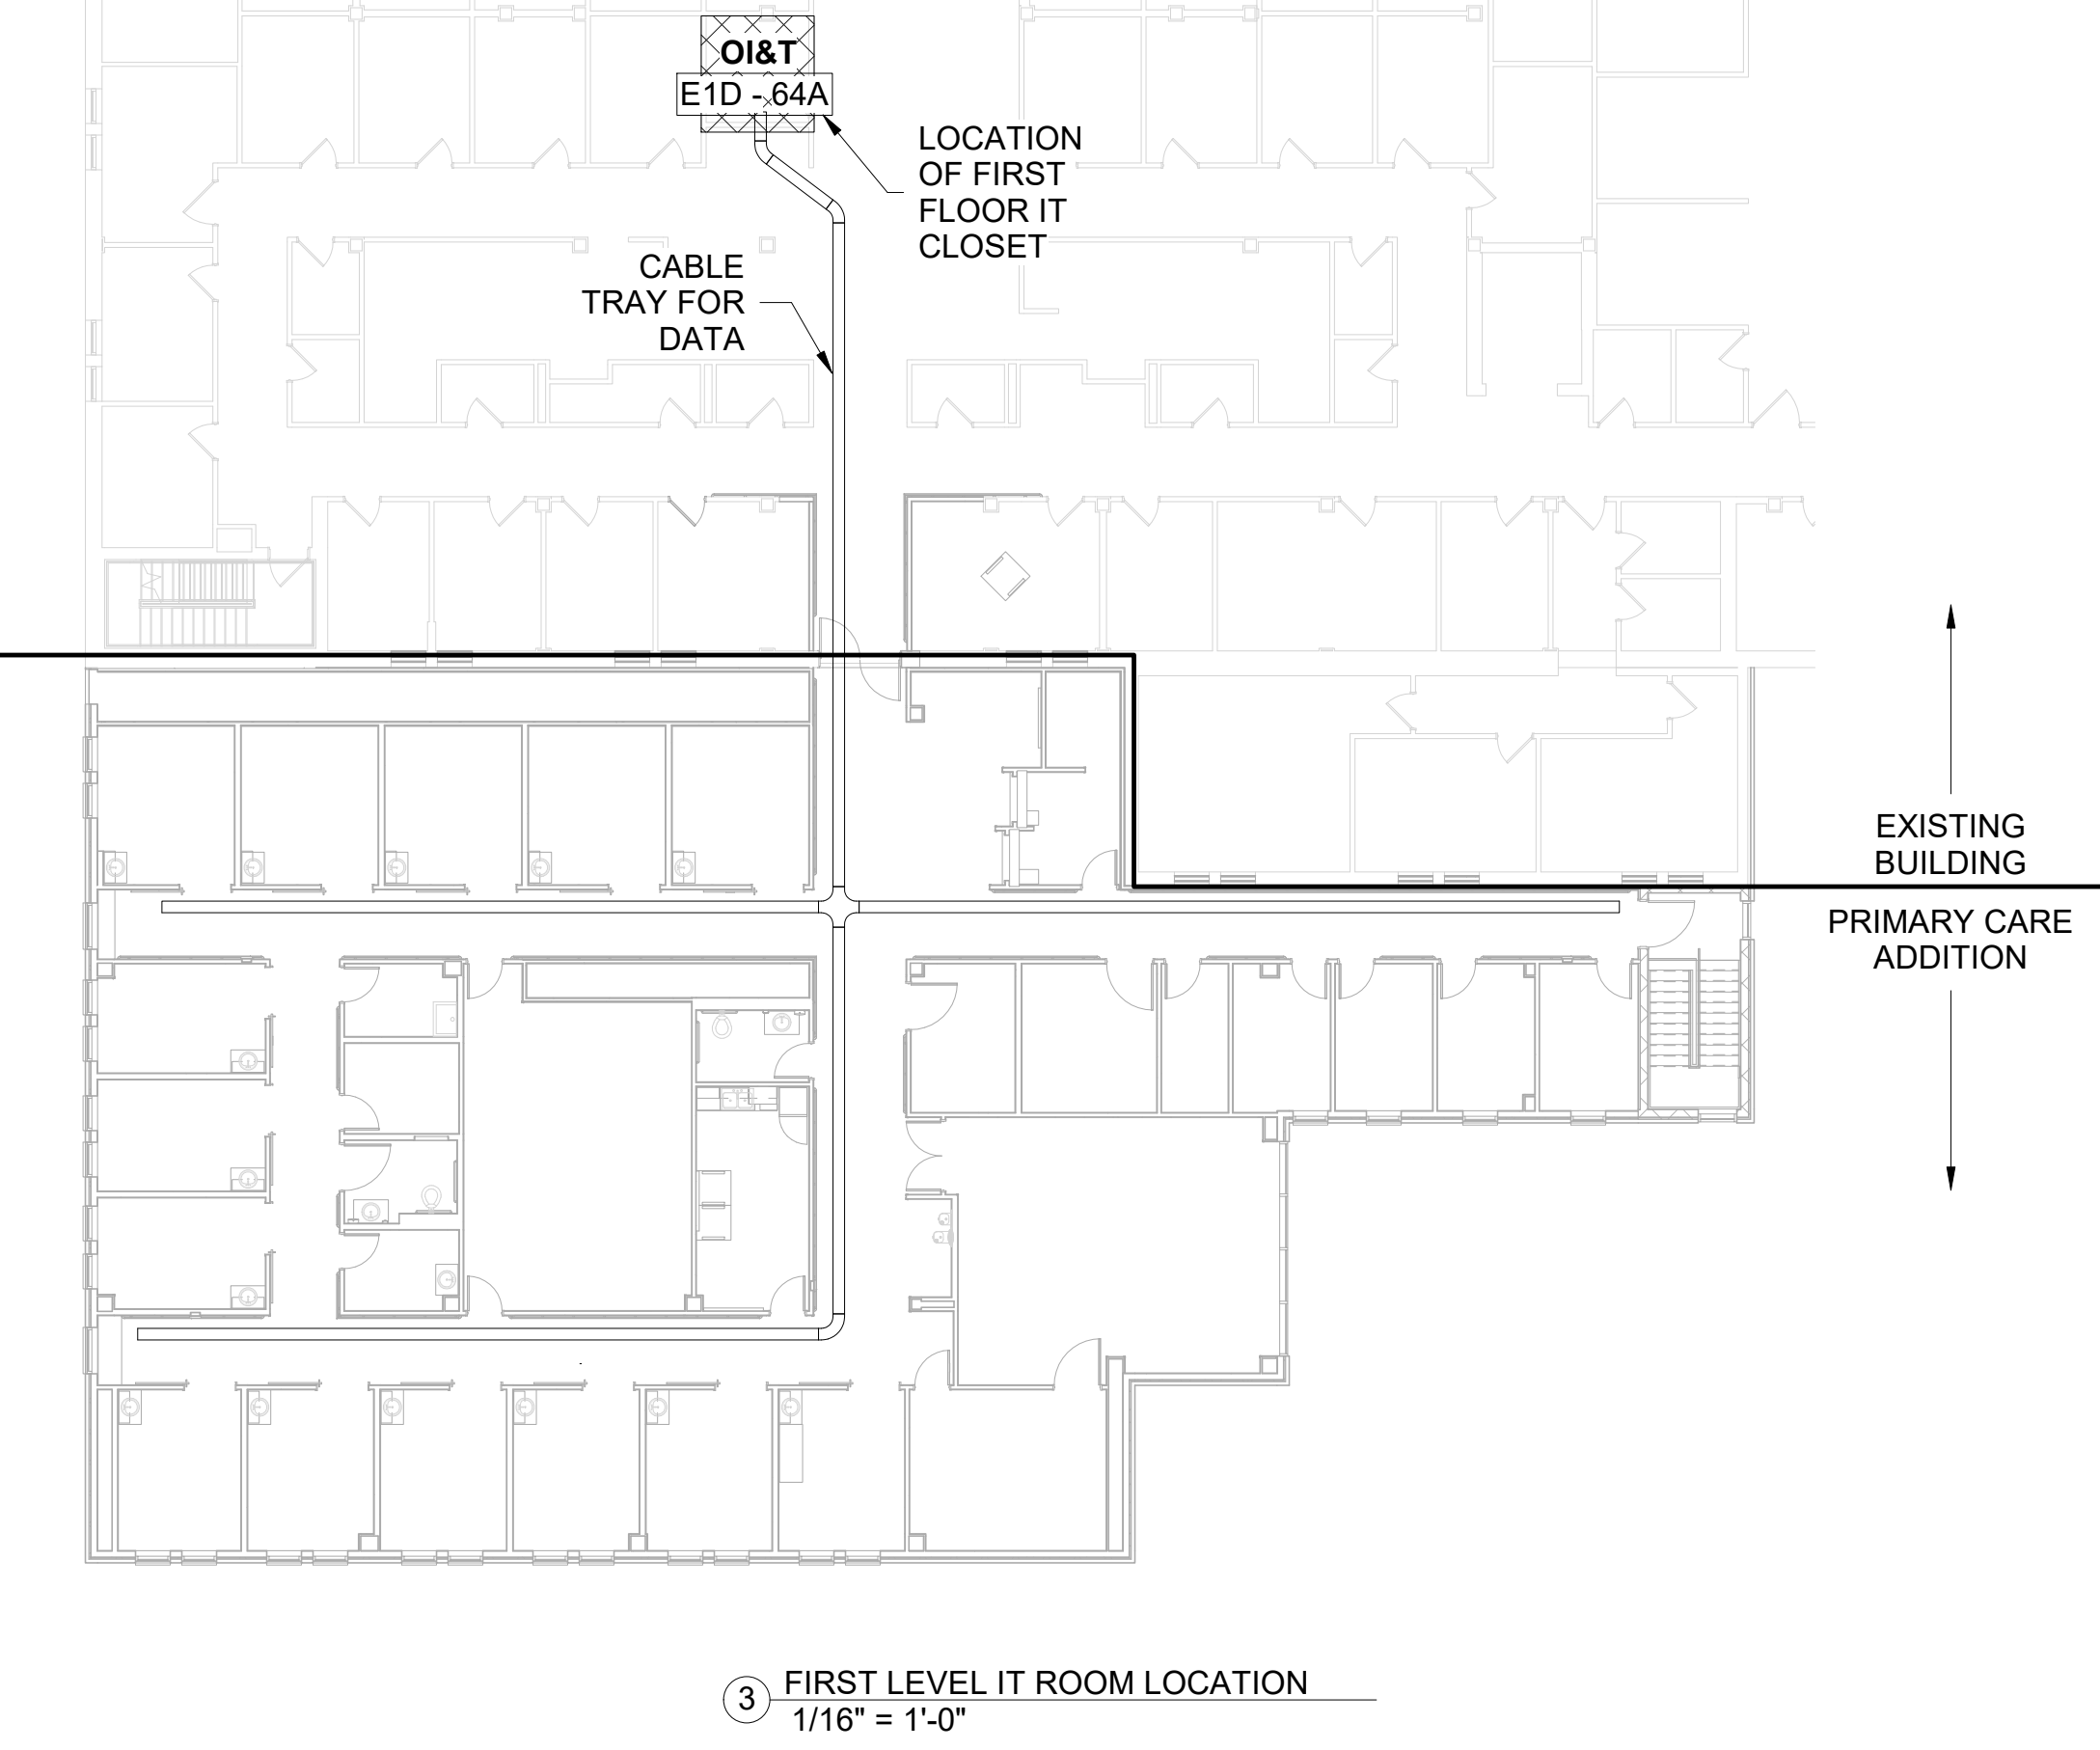 OI&T
E1D - 64A
LOCATION
OF FIRST
FLOOR IT
CLOSET
CABLE
TRAY FOR
DATA
EXISTING
BUILDING
PRIMARY CARE
ADDITION
3
FIRST LEVEL IT ROOM LOCATION
1/16" = 1'-0"